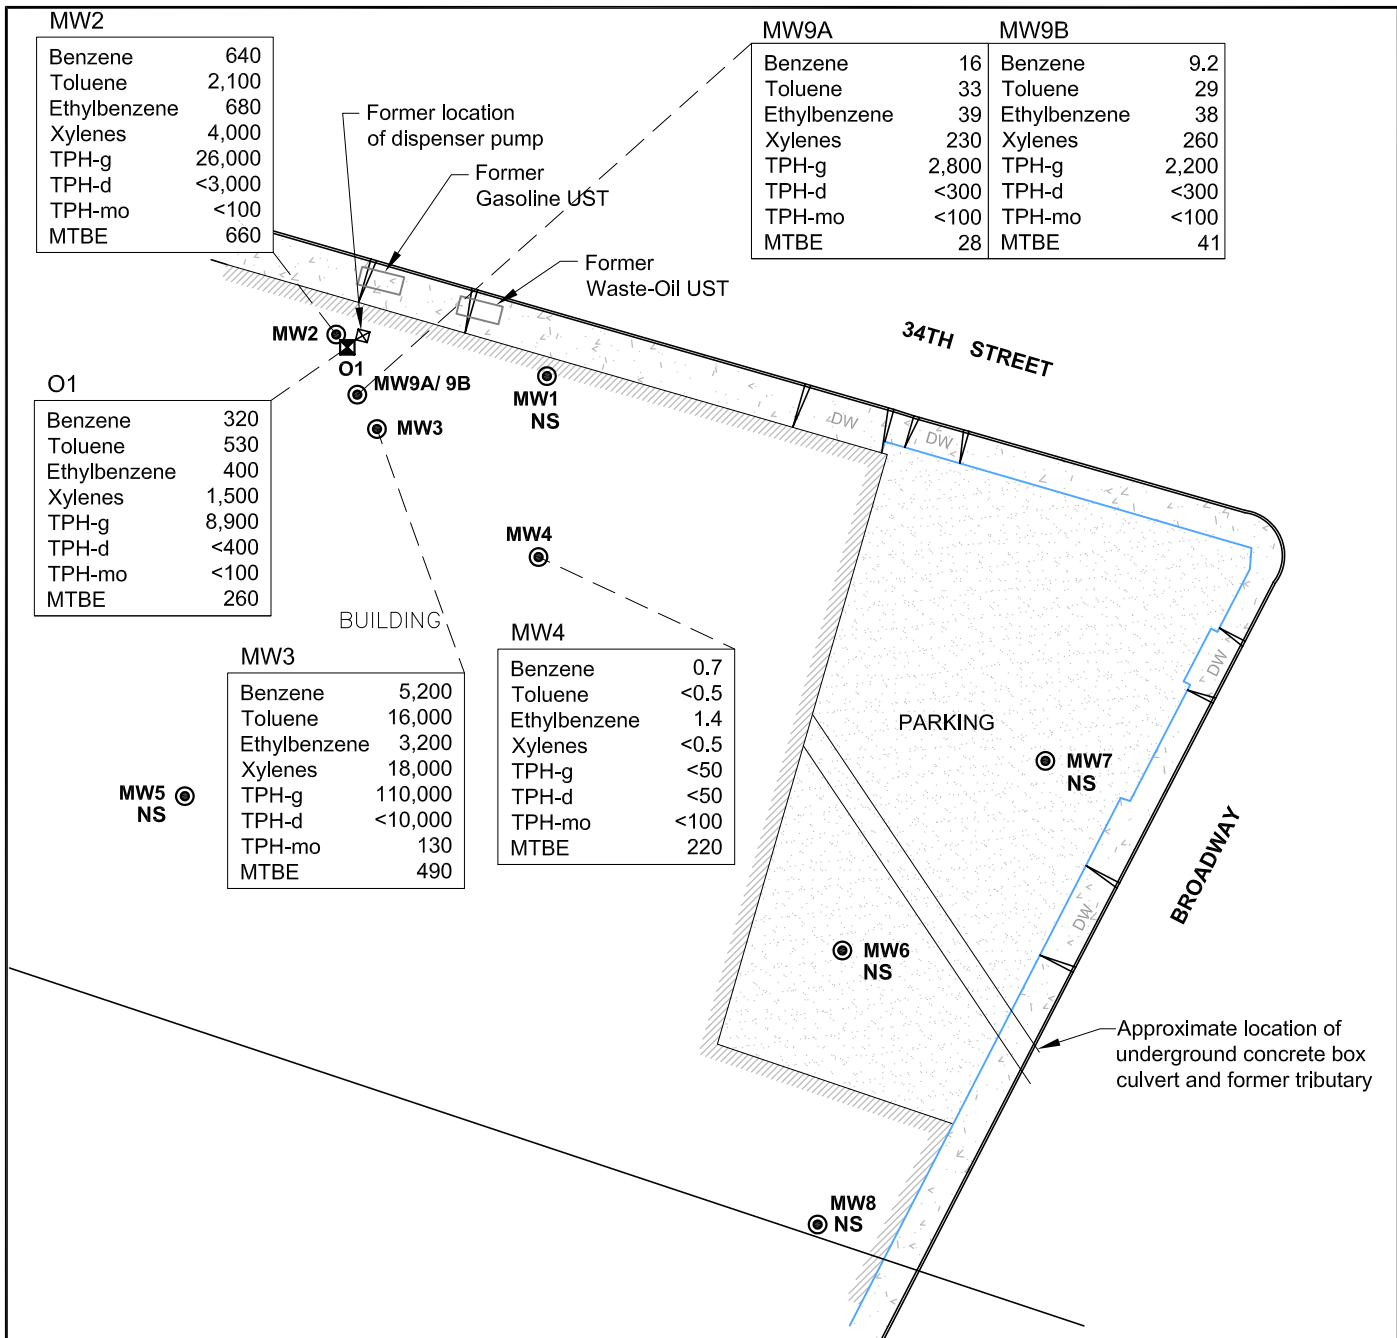 MW2
Benzene 640
Toluene 2,100
Ethylbenzene 680
Xylenes 4,000
TPH-g 26,000
TPH-d <3,000
TPH-mo <100
MTBE 660
MW9A
Benzene 16
Toluene 33
Ethylbenzene 39
Xylenes 230
TPH-g 2,800
TPH-d <300
TPH-mo <100
MTBE 28
MW9B
Benzene 9.2
Toluene 29
Ethylbenzene 38
Xylenes 260
TPH-g 2,200
TPH-d <300
TPH-mo <100
MTBE 41
Former location
of dispenser pump
Former
Gasoline UST
Former
Waste-Oil UST
34TH STREET
MW2
O1
MW9A/ 9B
MW3
MW1
NS
DW
DW
O1
Benzene 320
Toluene 530
Ethylbenzene 400
Xylenes 1,500
TPH-g 8,900
TPH-d <400
TPH-mo <100
MTBE 260
MW4
BUILDING
MW3
Benzene 5,200
Toluene 16,000
Ethylbenzene 3,200
Xylenes 18,000
TPH-g 110,000
TPH-d <10,000
TPH-mo 130
MTBE 490
MW4
Benzene 0.7
Toluene <0.5
Ethylbenzene 1.4
Xylenes <0.5
TPH-g <50
TPH-d <50
TPH-mo <100
MTBE 220
DW
PARKING
MW7
NS
MW5
NS
BROADWAY
DW
MW6
NS
Approximate location of
underground concrete box
culvert and former tributary
MW8
NS